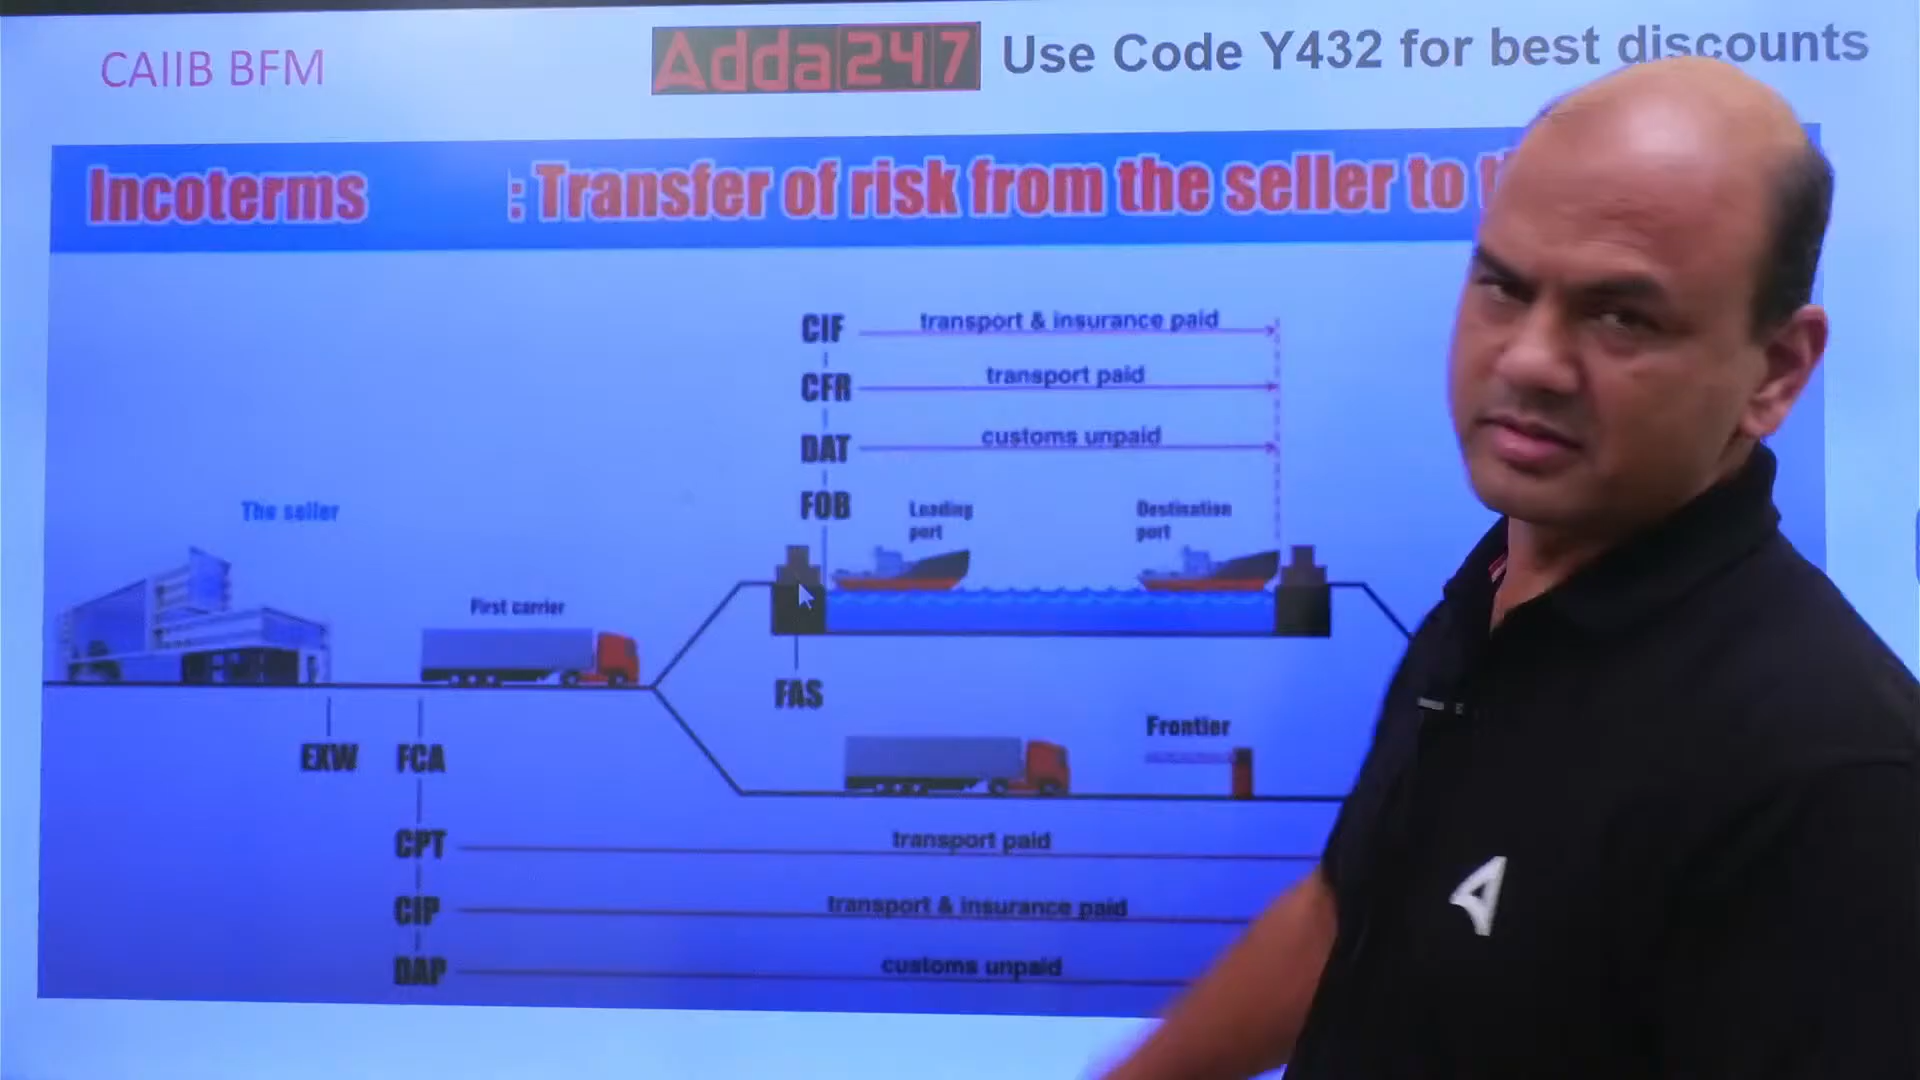 CAIIB BFM
Adda247
Use Code Y432 for best discounts
Incoterms : Transfer of risk from the seller to
CIF transport & insurance paid
CFR transport paid
DAT customs unpaid
FOB
Loading port
Destination port
The seller
First carrier
FAS
EXW
FCA
Frontier
CPT transport paid
CIP transport & insurance paid
DAP customs unpaid